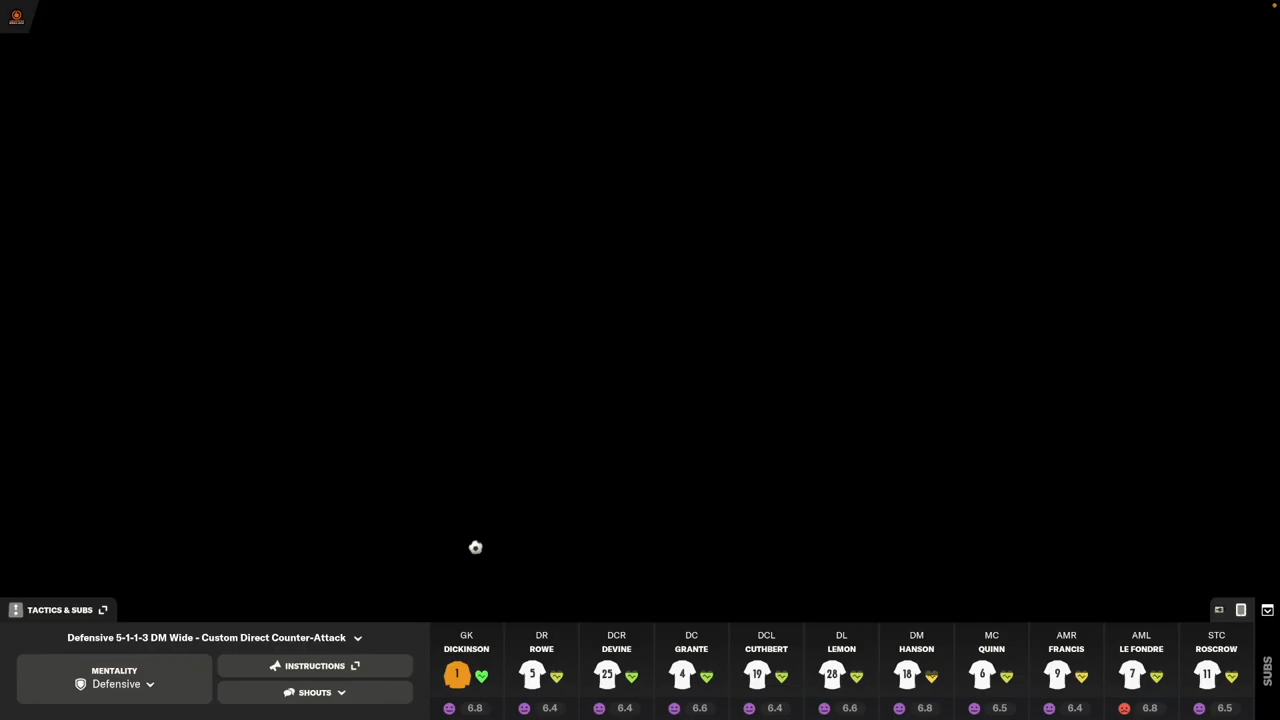 TACTICS & SUBS
Defensive 5-1-1-3 DM Wide - Custom Direct Counter-Attack
MENTALITY
Defensive
INSTRUCTIONS
SHOUTS
GK DR DCR DC DCL DL DM MC AMR AML STC
DICKINSON ROWE DEVINE GRANTE CUTHBERT LEMON HANSON QUINN FRANCIS LE FONDRE ROSCROW
1 5 25 4 19 28 18 6 9 7 11
6.8 6.4 6.4 6.6 6.4 6.6 6.8 6.5 6.4 6.8 6.5
SUBS